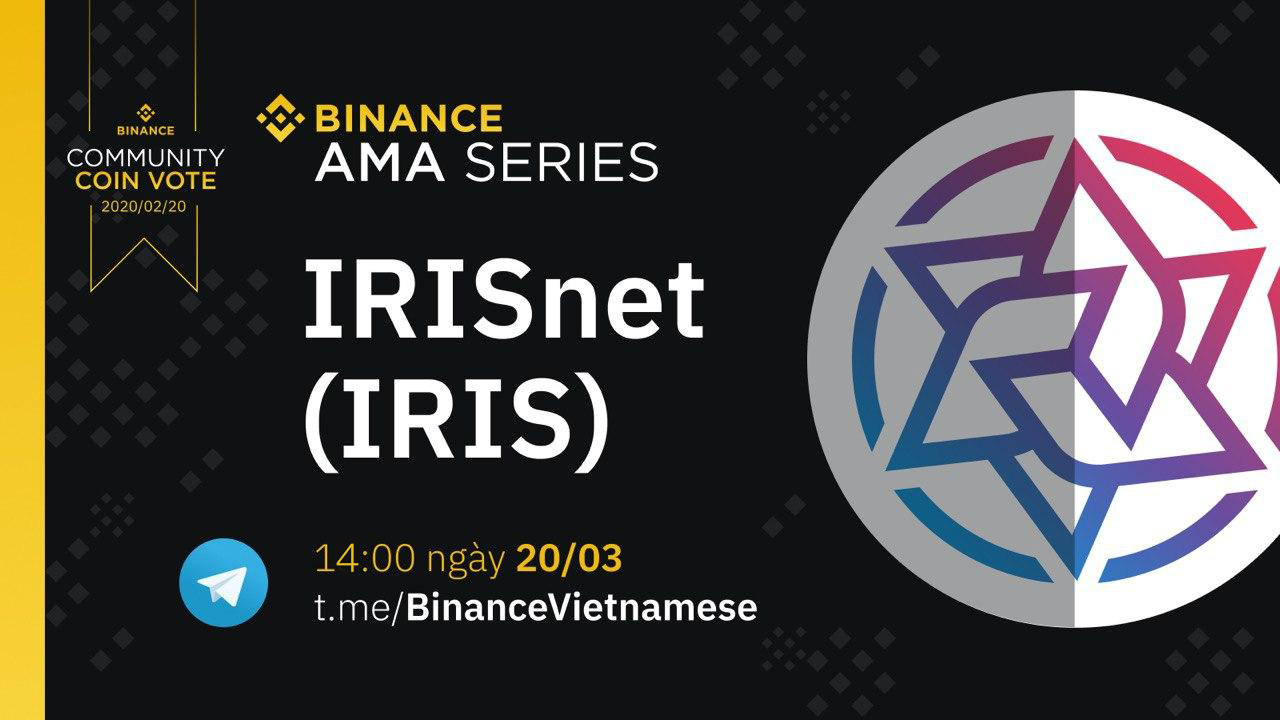 BINANCE
COMMUNITY
COIN VOTE
2020/02/20
BINANCE
AMA SERIES
IRISnet
(IRIS)
14:00 ngày 20/03
t.me/BinanceVietnamese